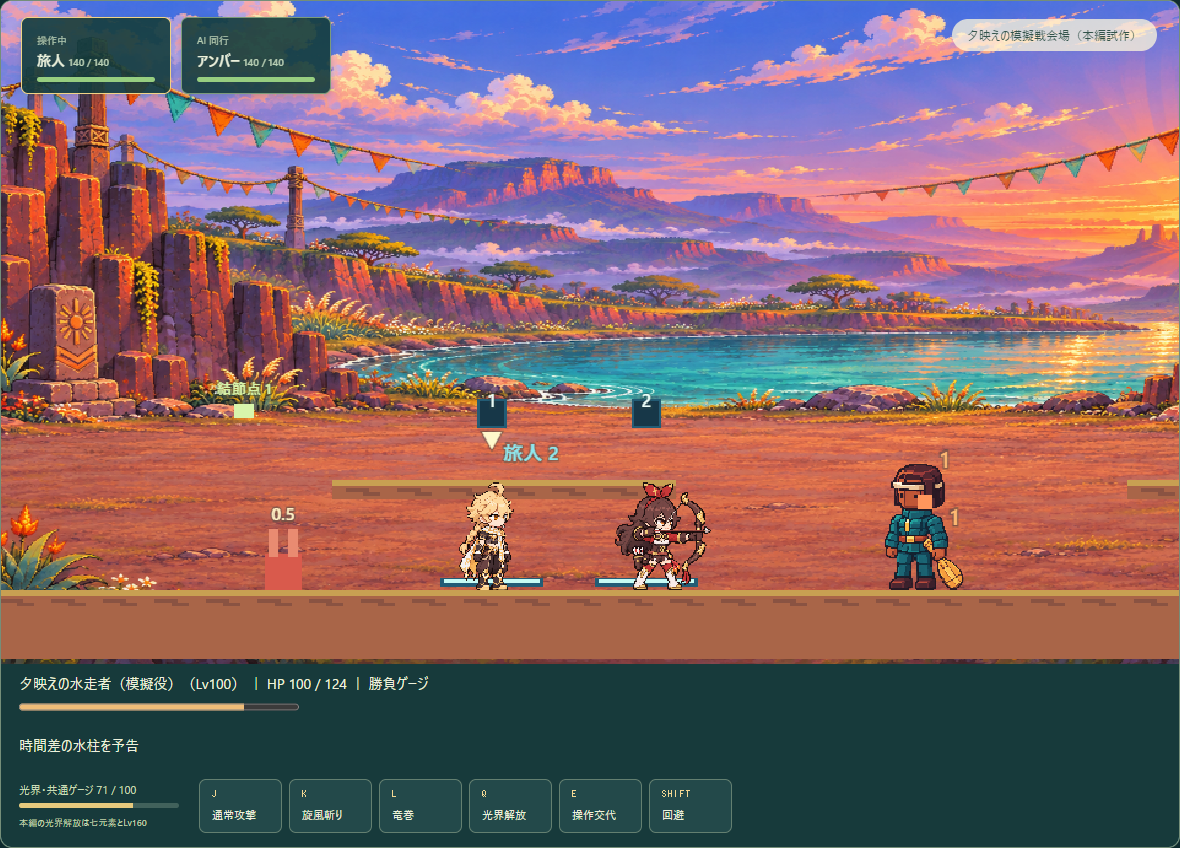 操作中
旅人 140 / 140
AI 同行
アンバー 140 / 140
夕映えの模擬戦会場（本編試作）
結節点 1
1
2
旅人 2
1
0.5
1
夕映えの水走者（模擬役）（Lv100） | HP 100 / 124 | 勝負ゲージ
時間差の水柱を予告
光界・共通ゲージ 71 / 100
本編の光界解放は七元素とLv160
J
通常攻撃
K
旋風斬り
L
竜巻
Q
光界解放
E
操作交代
SHIFT
回避